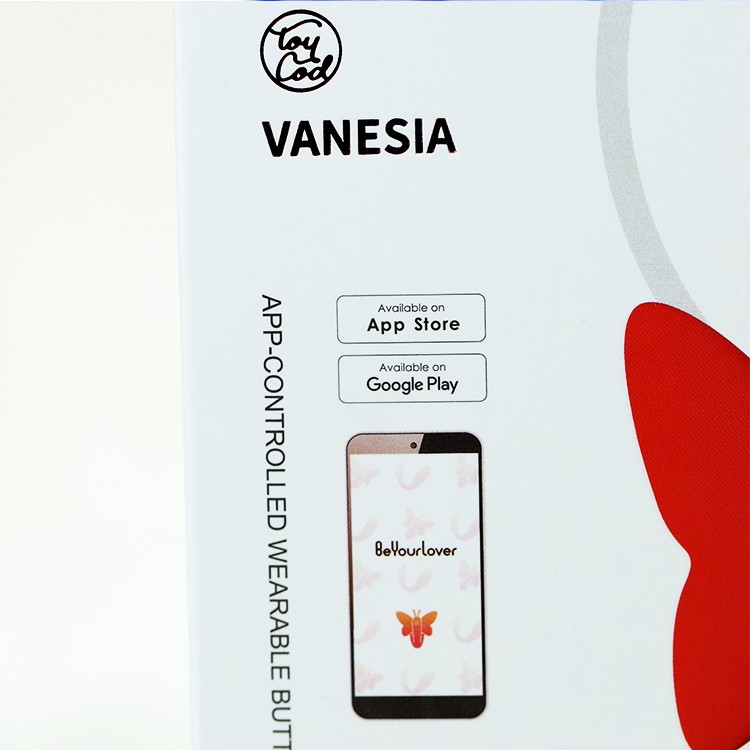 Toy
Cod
VANESIA
Available on
App Store
Available on
Google Play
BeYourLover
APP-CONTROLLED WEARABLE BUTT